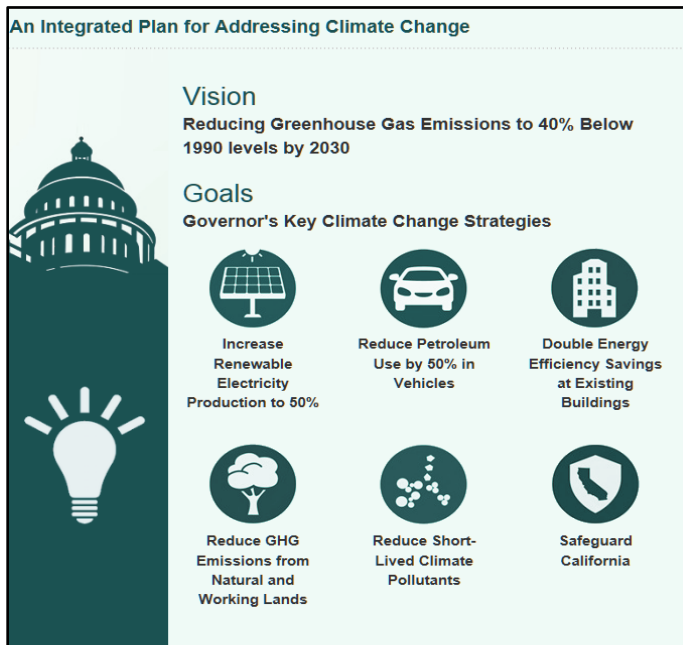 An Integrated Plan for Addressing Climate Change
Vision
Reducing Greenhouse Gas Emissions to 40% Below
1990 levels by 2030
Goals
Governor's Key Climate Change Strategies
Increase
Renewable
Electricity
Production to 50%
Reduce Petroleum
Use by 50% in
Vehicles
Double Energy
Efficiency Savings
at Existing
Buildings
Reduce GHG
Emissions from
Natural and
Working Lands
Reduce Short-
Lived Climate
Pollutants
Safeguard
California